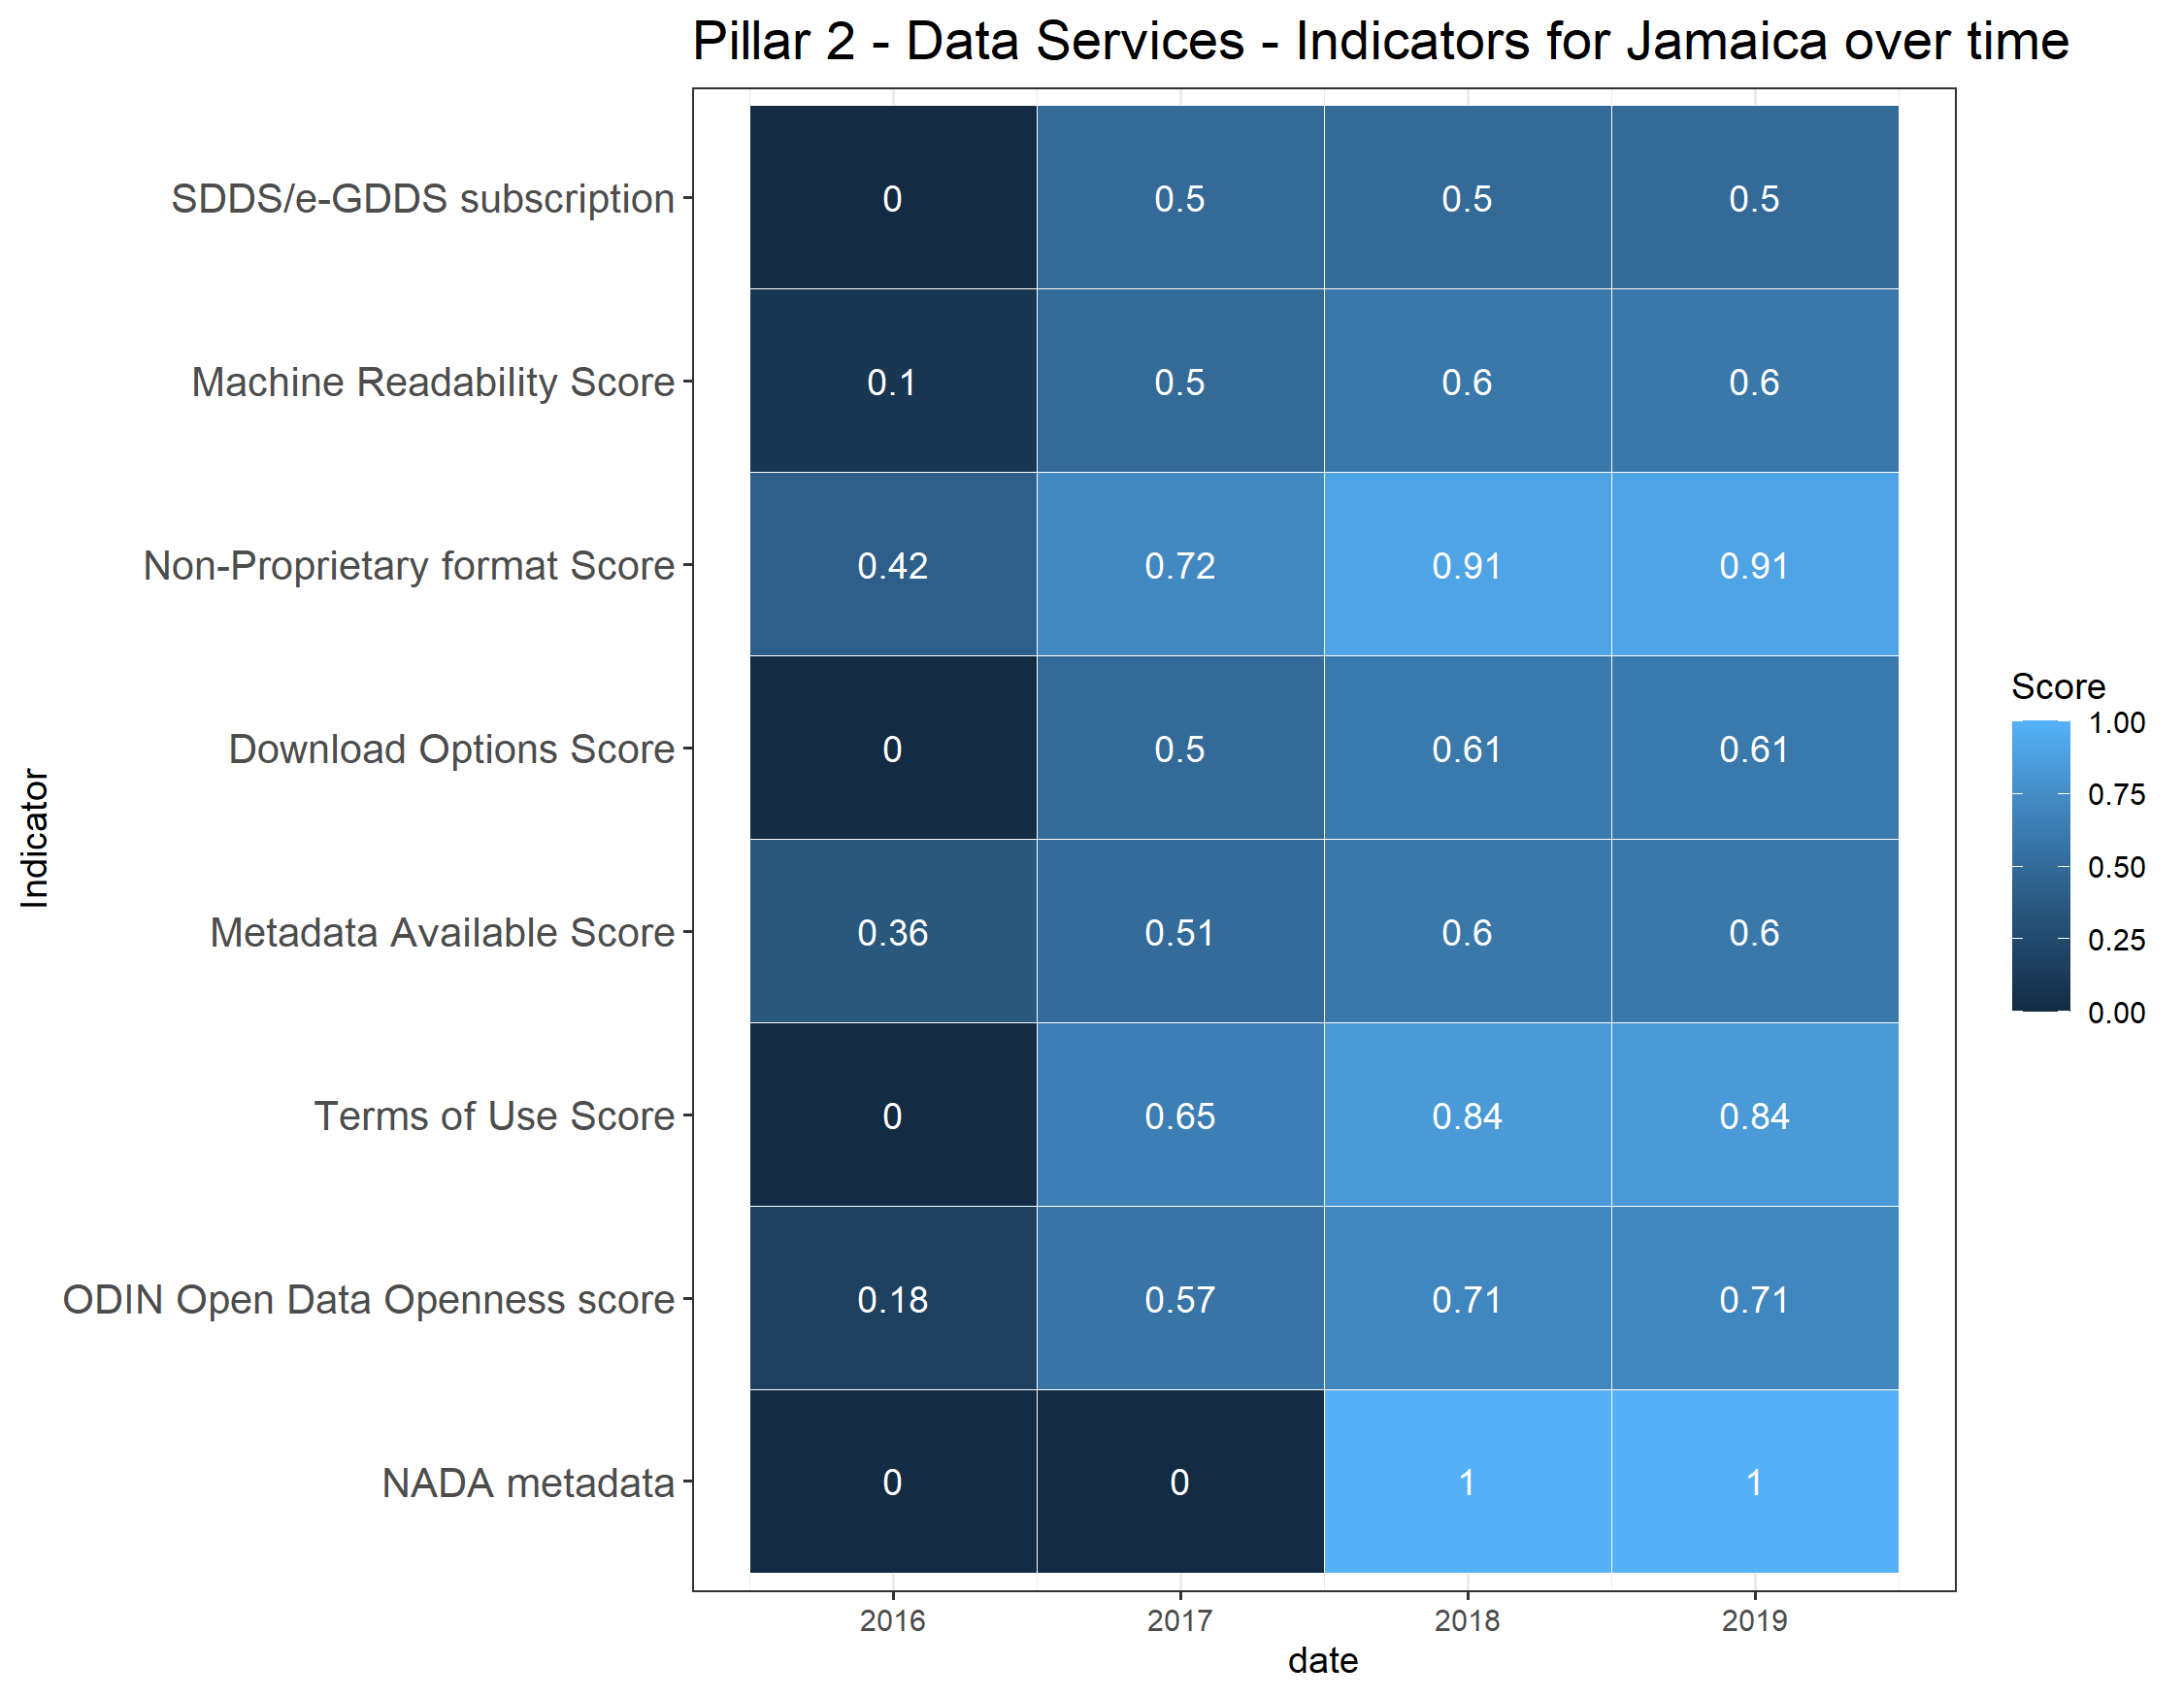 Pillar 2 - Data Services - Indicators for Jamaica over time
Indicator
SDDS/e-GDDS subscription 0 0.5 0.5 0.5
Machine Readability Score 0.1 0.5 0.6 0.6
Non-Proprietary format Score 0.42 0.72 0.91 0.91
Download Options Score 0 0.5 0.61 0.61
Metadata Available Score 0.36 0.51 0.6 0.6
Terms of Use Score 0 0.65 0.84 0.84
ODIN Open Data Openness score 0.18 0.57 0.71 0.71
NADA metadata 0 0 1 1
2016 2017 2018 2019
date
Score
1.00
0.75
0.50
0.25
0.00